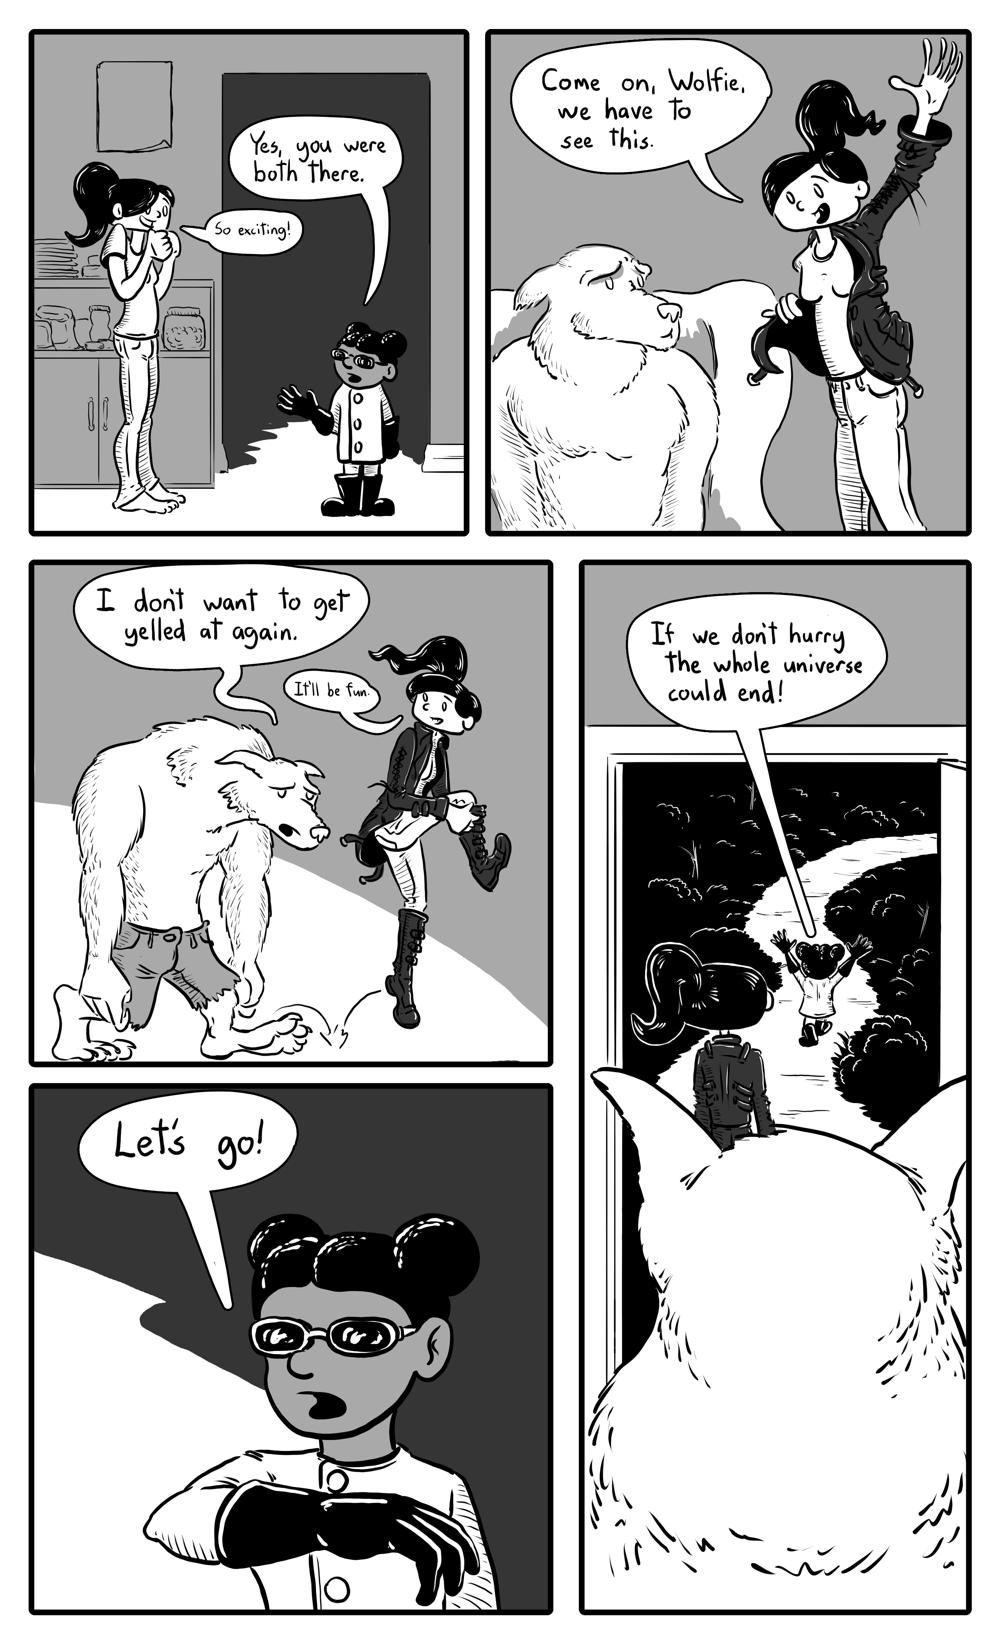 Yes, you were
both there.
So exciting!
Come on, Wolfie,
we have to
see this.
I don't want to get
yelled at again.
It'll be fun.
Let's go!
If we don't hurry
the whole universe
could end!